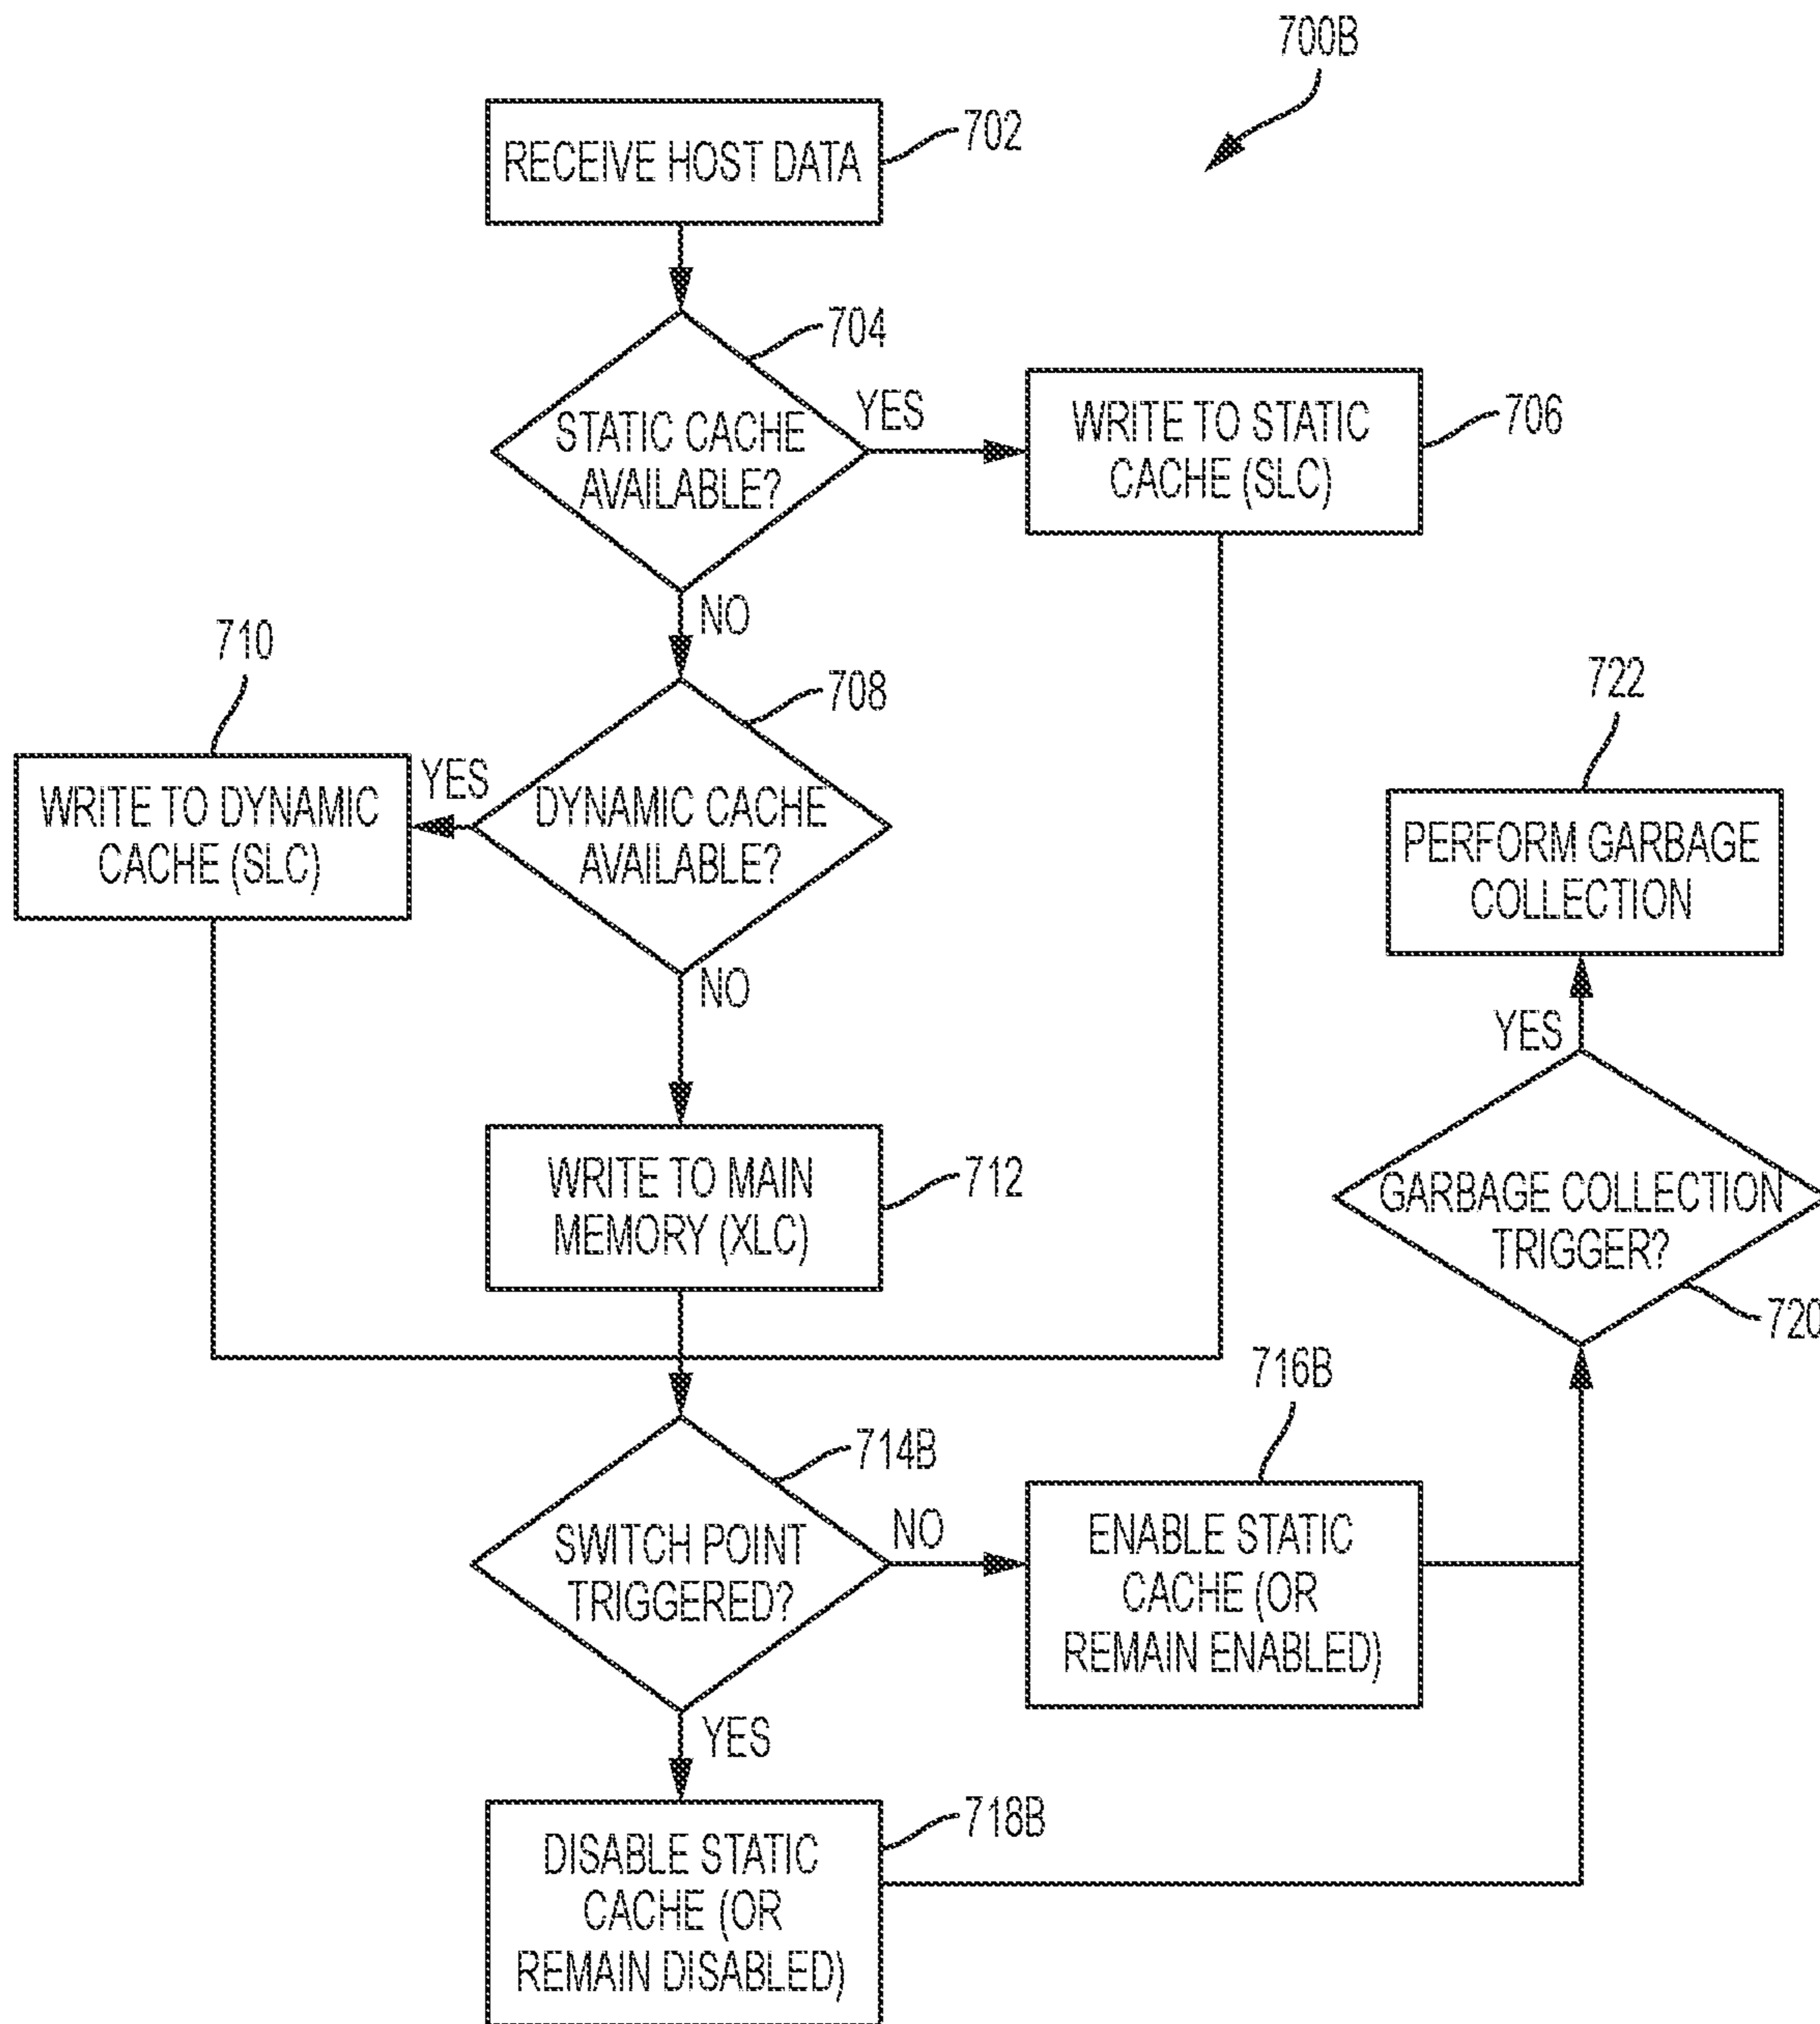 700B
RECEIVE HOST DATA
702
704
STATIC CACHE
AVAILABLE?
YES
WRITE TO STATIC
CACHE (SLC)
706
NO
710
708
WRITE TO DYNAMIC
CACHE (SLC)
YES
DYNAMIC CACHE
AVAILABLE?
722
PERFORM GARBAGE
COLLECTION
NO
YES
WRITE TO MAIN
MEMORY (XLC)
712
GARBAGE COLLECTION
TRIGGER?
720
716B
714B
SWITCH POINT
TRIGGERED?
NO
ENABLE STATIC
CACHE (OR
REMAIN ENABLED)
YES
718B
DISABLE STATIC
CACHE (OR
REMAIN DISABLED)